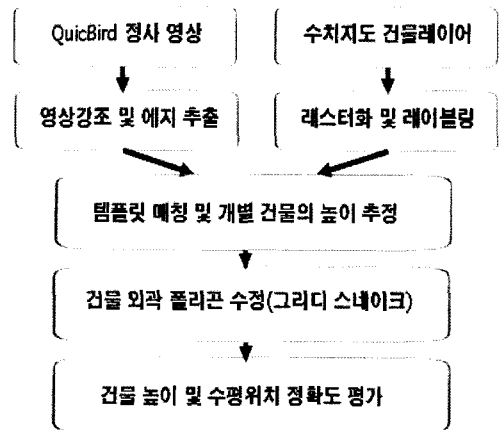 QuicBird 정사 영상
수치지도 건물레이어
영상강조 및 에지 추출
래스터화 및 레이블링
템플릿 매칭 및 개별 건물의 높이 추정
건물 외곽 폴리곤 수정(그리디 스네이크)
건물 높이 및 수평위치 정확도 평가